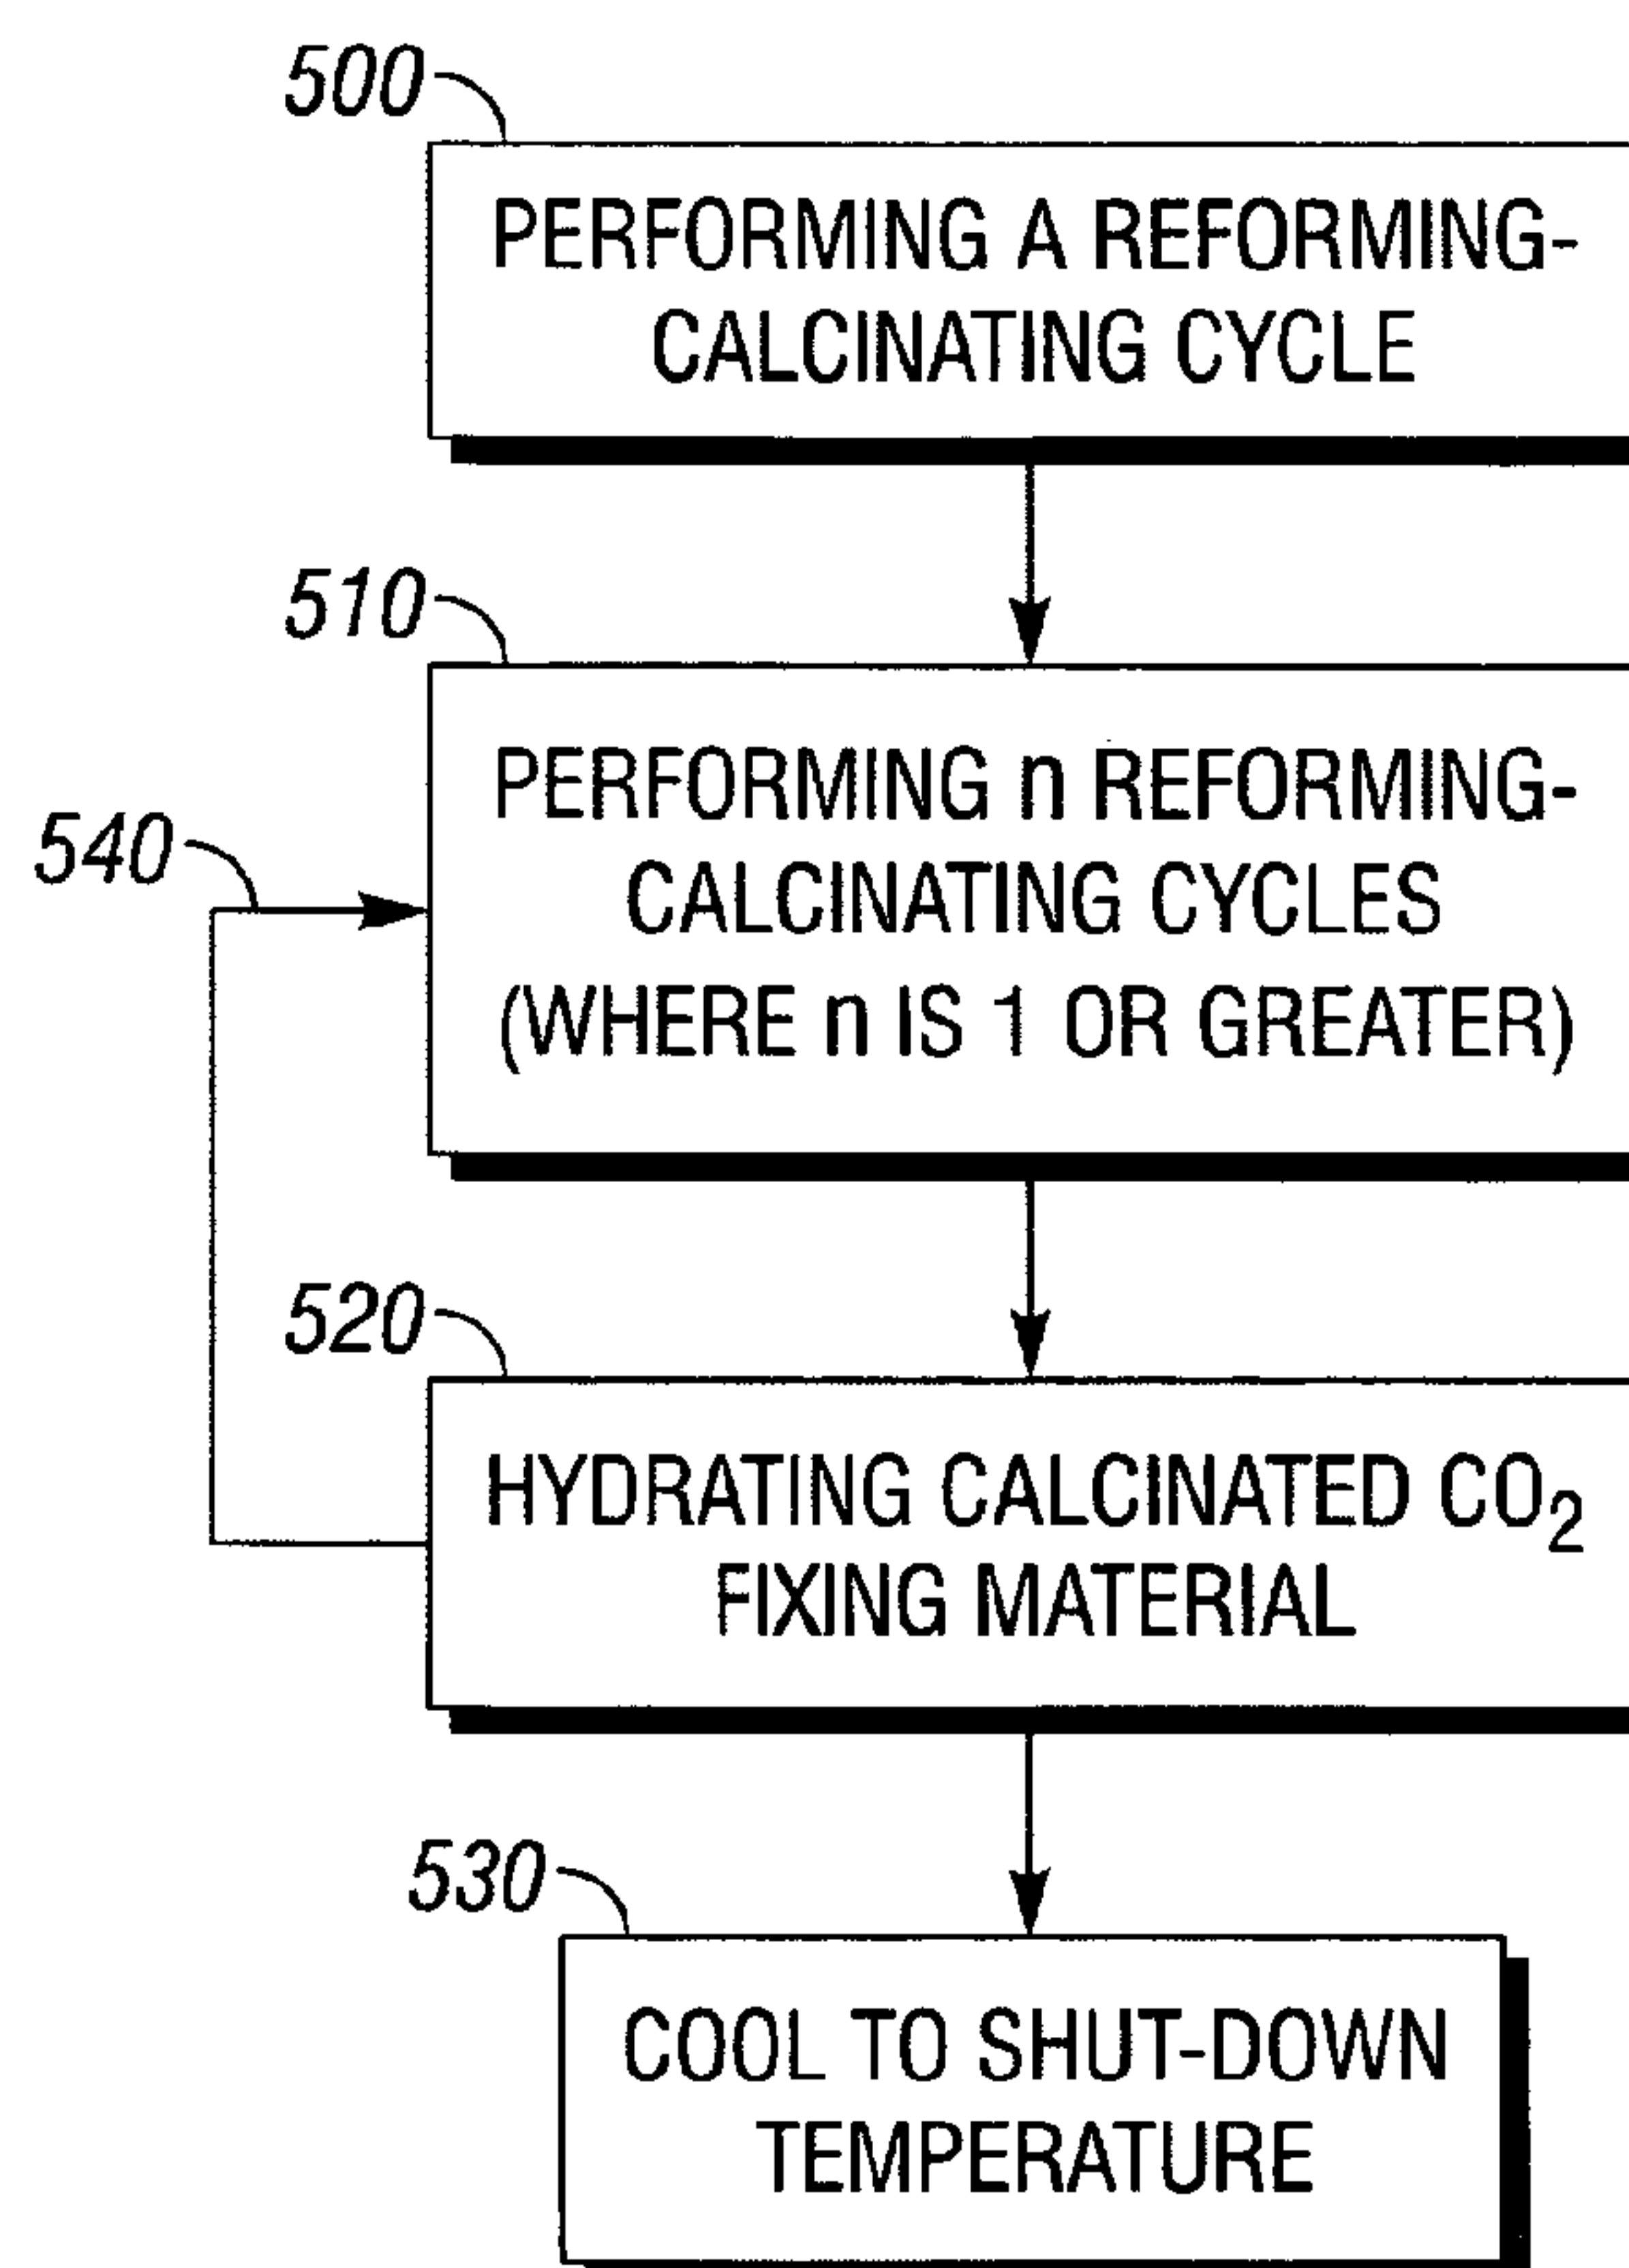 500
PERFORMING A REFORMING-
CALCINATING CYCLE
510
PERFORMING n REFORMING-
CALCINATING CYCLES
(WHERE n IS 1 OR GREATER)
540
520
HYDRATING CALCINATED CO₂
FIXING MATERIAL
530
COOL TO SHUT-DOWN
TEMPERATURE